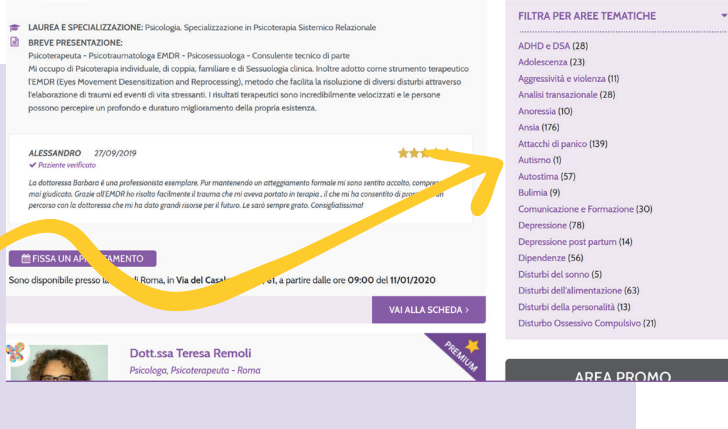 LAUREA E SPECIALIZZAZIONE: Psicologia. Specializzazione in Psicoterapia Sistemico Relazionale
BREVE PRESENTAZIONE:
Psicoterapeuta - Psicotraumatologa EMDR - Psicosessuologa - Consulente tecnico di parte
Mi occupo di Psicoterapia individuale, di coppia, familiare e di Sessuologia clinica. Inoltre adotto come strumento terapeutico
l'EMDR (Eyes Movement Desensitization and Reprocessing), metodo che facilita la risoluzione di diversi disturbi attraverso
l'elaborazione di traumi ed eventi di vita stressanti. I risultati terapeutici sono incredibilmente velocizzati e le persone
possono percepire un profondo e duraturo miglioramento della propria esistenza.
ALESSANDRO 27/09/2019
Paziente verificato
La dottoressa Barbara è una professionista esemplare. Pur mantenendo un atteggiamento formale mi sono sentito accolto,
mai giudicato. Grazie all'EMDR ho risolto facilmente il trauma che mi aveva portato in terapia , il che mi ha consentito di un
percorso con la dottoressa che mi ha dato grandi risorse per il futuro. Le sarò sempre grato. Consigliatissima!
FISSA UN APPUNTAMENTO
Sono disponibile presso di Roma, in Via del 61, a partire dalle ore 09:00 del 11/01/2020
VAI ALLA SCHEDA >
PREMIUM
Dott.ssa Teresa Remoli
Psicologa, Psicoterapeuta - Roma
FILTRA PER AREE TEMATICHE
ADHD e DSA (28)
Adolescenza (23)
Aggressività e violenza (11)
Analisi transazionale (28)
Anoressia (10)
Ansia (176)
Attacchi di panico (139)
Autismo (1)
Autostima (57)
Bulimia (9)
Comunicazione e Formazione (30)
Depressione (78)
Depressione post partum (14)
Dipendenze (56)
Disturbi del sonno (5)
Disturbi dell'alimentazione (63)
Disturbi della personalità (13)
Disturbo Ossessivo Compulsivo (21)
AREA PROMO